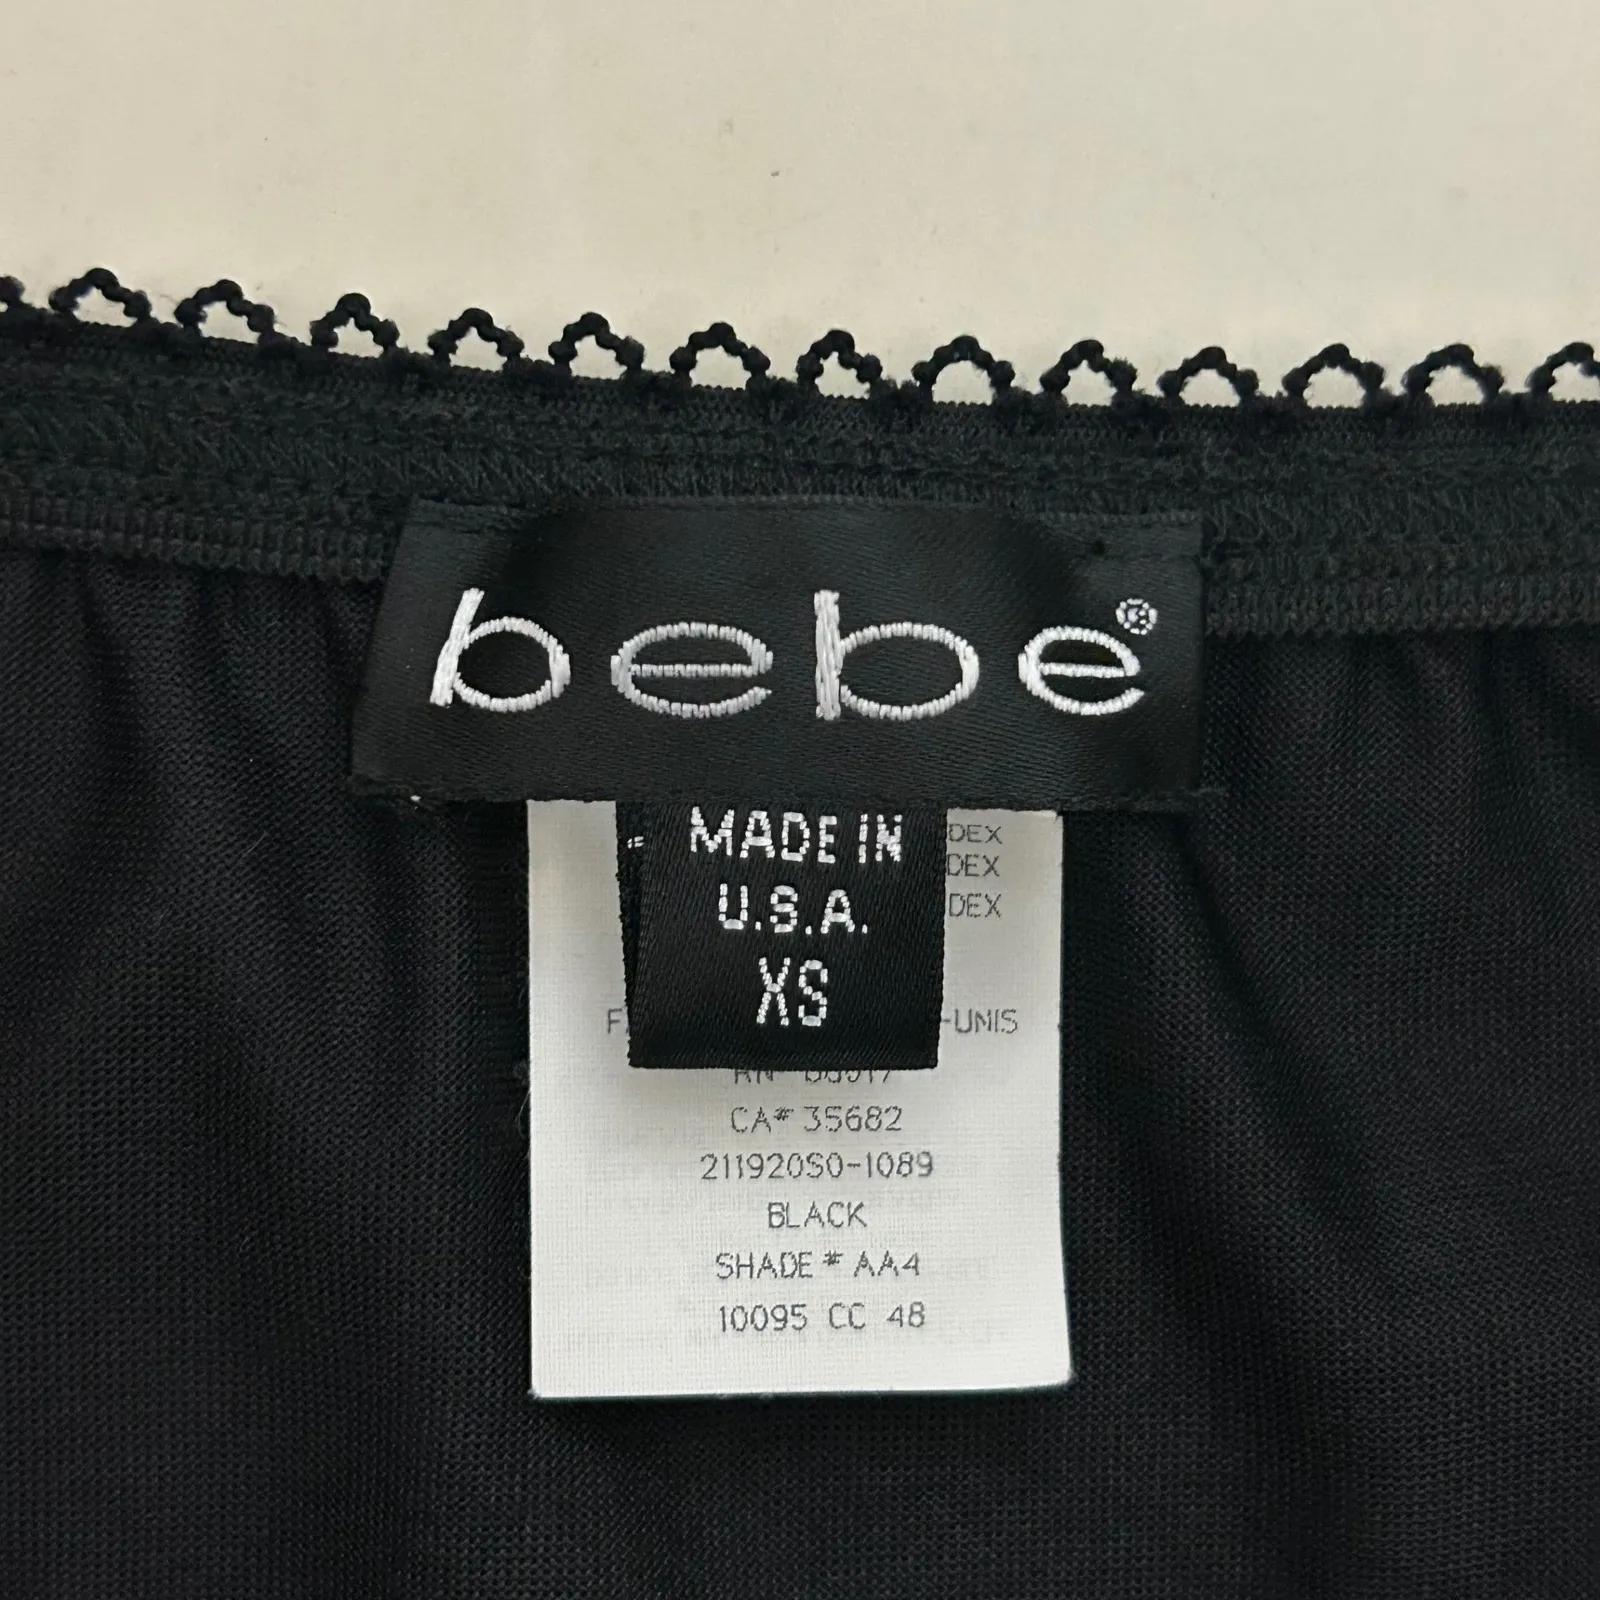 bebe®
MADE IN
U.S.A.
XS
DEX
DEX
DEX
F -UNIS
CA# 35682
211920S0-1089
BLACK
SHADE # AA4
10095 CC 48